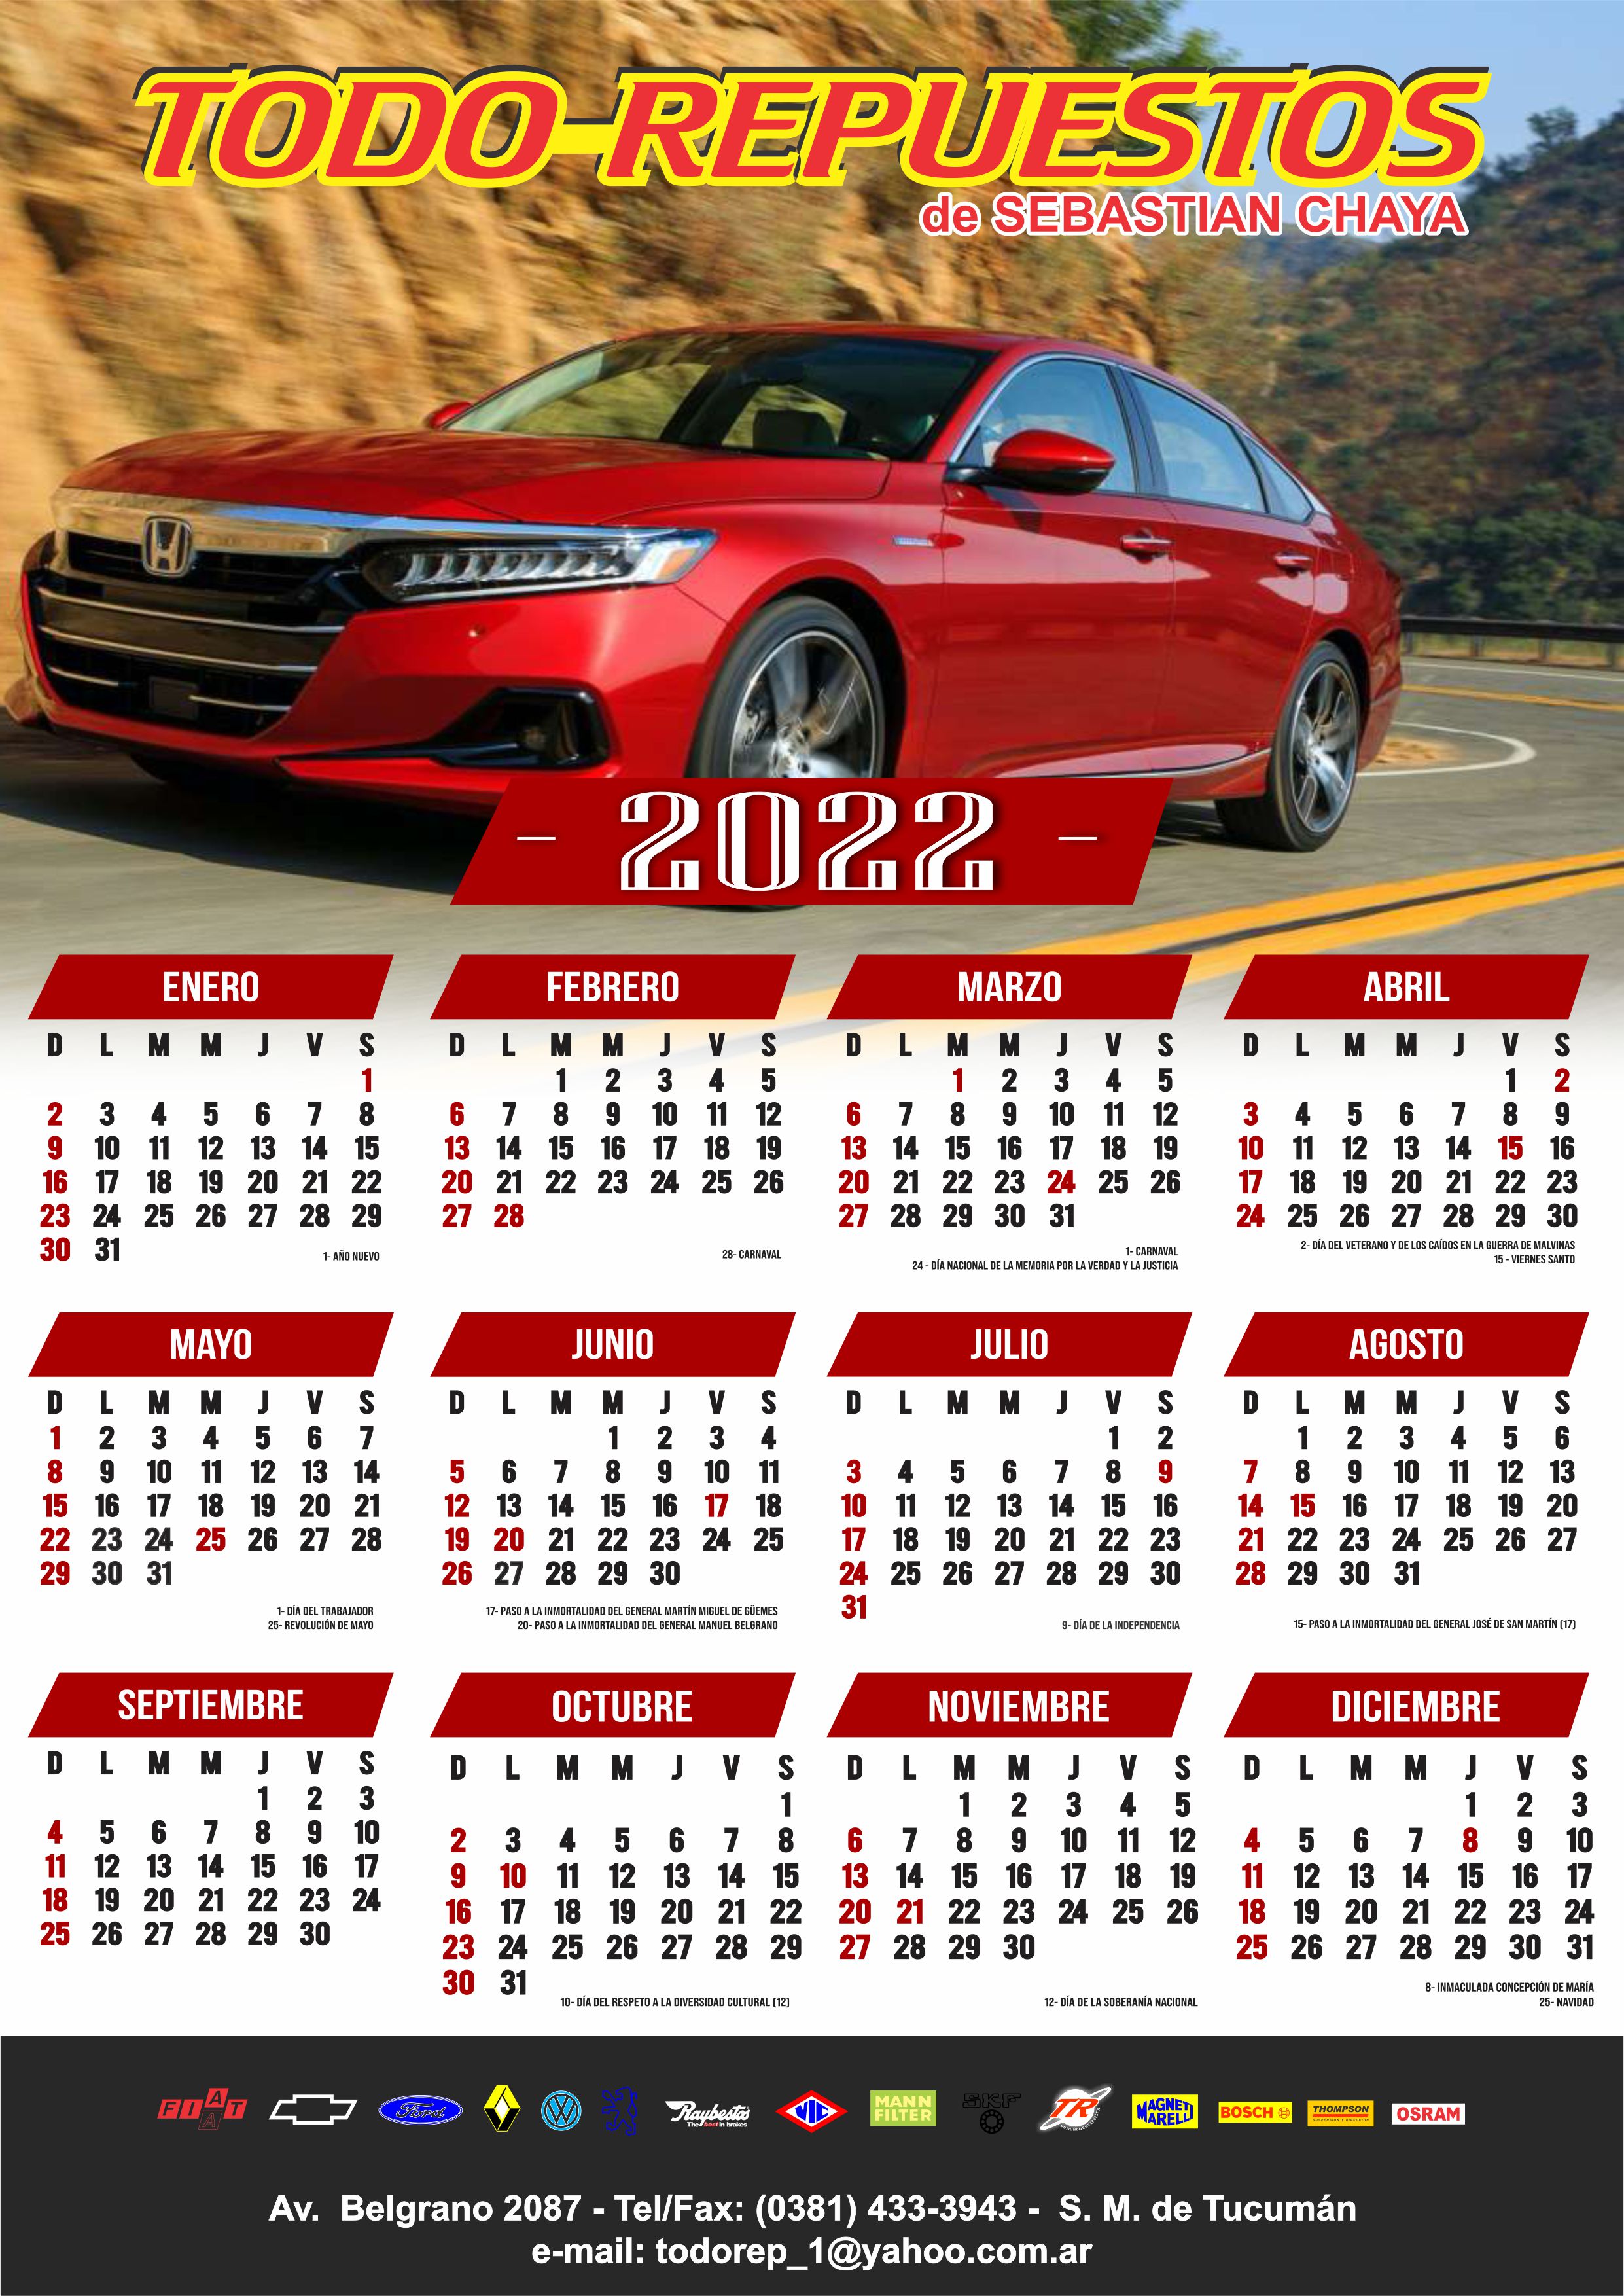 TODO-REPUESTOS
de SEBASTIAN CHAYA
- 2022 -
ENERO
D L M M J V S
1
2 3 4 5 6 7 8
9 10 11 12 13 14 15
16 17 18 19 20 21 22
23 24 25 26 27 28 29
30 31
1- AÑO NUEVO
FEBRERO
D L M M J V S
1 2 3 4 5
6 7 8 9 10 11 12
13 14 15 16 17 18 19
20 21 22 23 24 25 26
27 28
28- CARNAVAL
MARZO
D L M M J V S
1 2 3 4 5
6 7 8 9 10 11 12
13 14 15 16 17 18 19
20 21 22 23 24 25 26
27 28 29 30 31
1- CARNAVAL
24 - DÍA NACIONAL DE LA MEMORIA POR LA VERDAD Y LA JUSTICIA
ABRIL
D L M M J V S
1 2
3 4 5 6 7 8 9
10 11 12 13 14 15 16
17 18 19 20 21 22 23
24 25 26 27 28 29 30
2- DÍA DEL VETERANO Y DE LOS CAÍDOS EN LA GUERRA DE MALVINAS
15 - VIERNES SANTO
MAYO
D L M M J V S
1 2 3 4 5 6 7
8 9 10 11 12 13 14
15 16 17 18 19 20 21
22 23 24 25 26 27 28
29 30 31
1- DÍA DEL TRABAJADOR
25- REVOLUCIÓN DE MAYO
JUNIO
D L M M J V S
1 2 3 4
5 6 7 8 9 10 11
12 13 14 15 16 17 18
19 20 21 22 23 24 25
26 27 28 29 30
17- PASO A LA INMORTALIDAD DEL GENERAL MARTÍN MIGUEL DE GÜEMES
20- PASO A LA INMORTALIDAD DEL GENERAL MANUEL BELGRANO
JULIO
D L M M J V S
1 2
3 4 5 6 7 8 9
10 11 12 13 14 15 16
17 18 19 20 21 22 23
24 25 26 27 28 29 30
31
9- DÍA DE LA INDEPENDENCIA
AGOSTO
D L M M J V S
1 2 3 4 5 6
7 8 9 10 11 12 13
14 15 16 17 18 19 20
21 22 23 24 25 26 27
28 29 30 31
15- PASO A LA INMORTALIDAD DEL GENERAL JOSÉ DE SAN MARTÍN (17)
SEPTIEMBRE
D L M M J V S
1 2 3
4 5 6 7 8 9 10
11 12 13 14 15 16 17
18 19 20 21 22 23 24
25 26 27 28 29 30
OCTUBRE
D L M M J V S
1
2 3 4 5 6 7 8
9 10 11 12 13 14 15
16 17 18 19 20 21 22
23 24 25 26 27 28 29
30 31
10- DÍA DEL RESPETO A LA DIVERSIDAD CULTURAL (12)
NOVIEMBRE
D L M M J V S
1 2 3 4 5
6 7 8 9 10 11 12
13 14 15 16 17 18 19
20 21 22 23 24 25 26
27 28 29 30
12- DÍA DE LA SOBERANÍA NACIONAL
DICIEMBRE
D L M M J V S
1 2 3
4 5 6 7 8 9 10
11 12 13 14 15 16 17
18 19 20 21 22 23 24
25 26 27 28 29 30 31
8- INMACULADA CONCEPCIÓN DE MARÍA
25- NAVIDAD
FIAT
Ford
Raybestos
The best in brakes
VIC
MANN
FILTER
SKF
TR
MAGNETI
MARELLI
BOSCH
THOMPSON
SUSPENSION Y DIRECCION
OSRAM
Av. Belgrano 2087 - Tel/Fax: (0381) 433-3943 - S. M. de Tucumán
e-mail: todorep_1@yahoo.com.ar